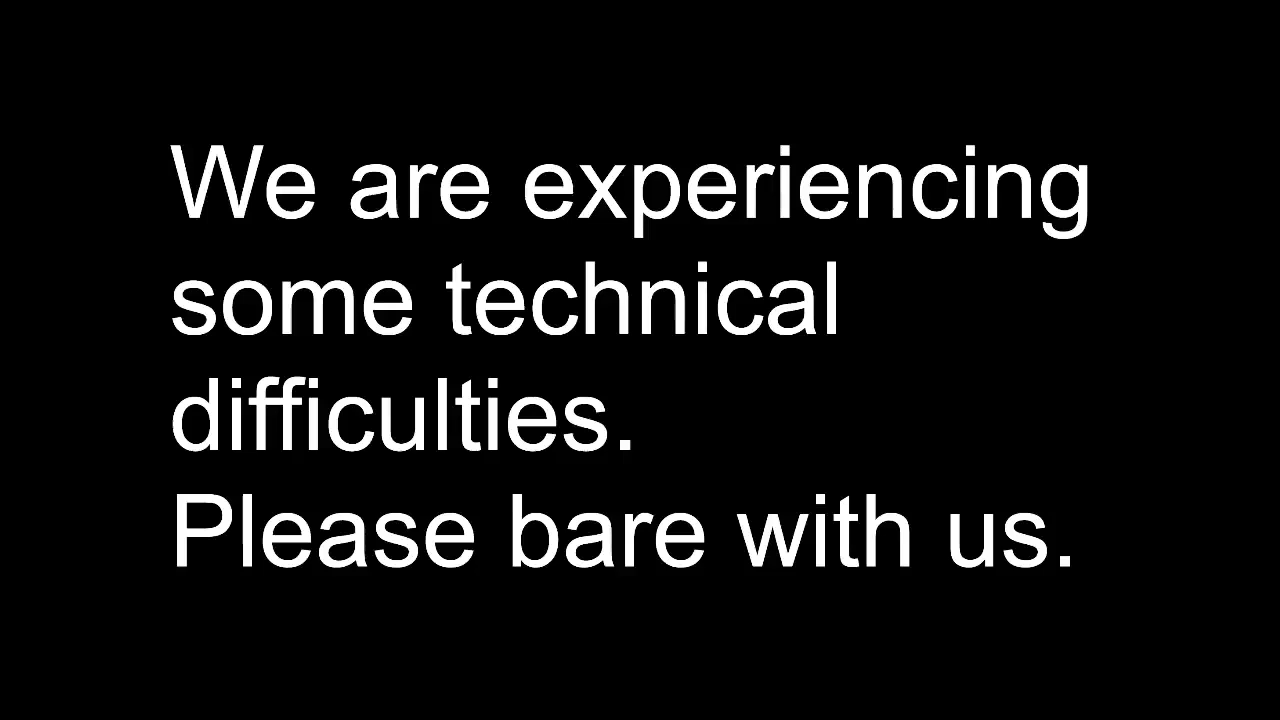 We are experiencing
some technical
difficulties.
Please bare with us.